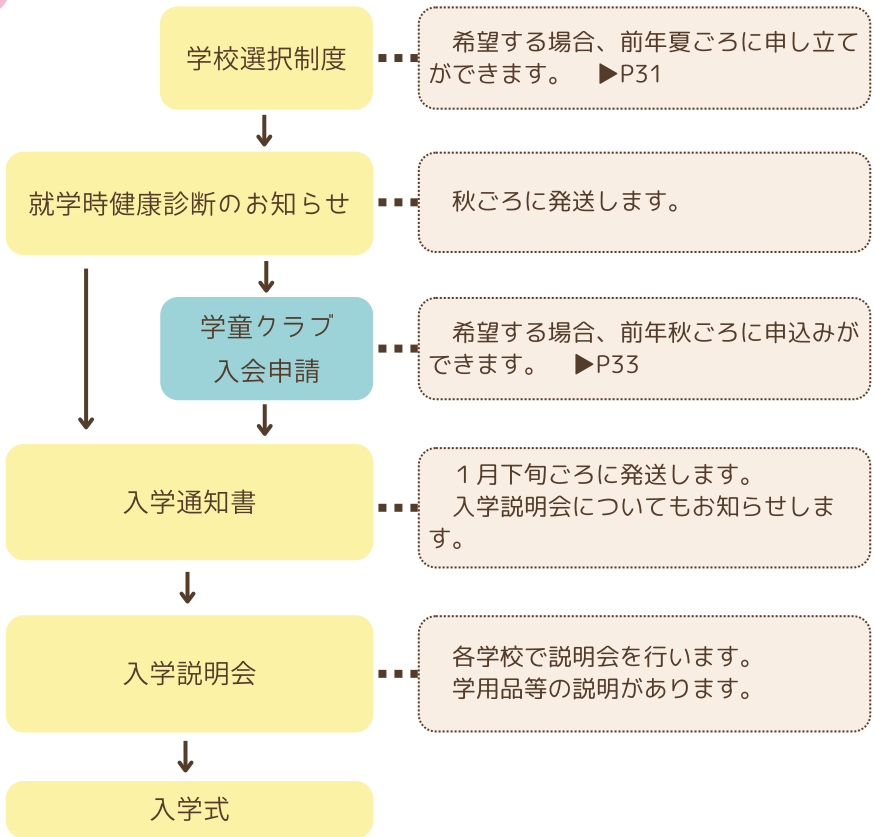 学校選択制度
希望する場合、前年夏ごろに申し立て
ができます。　▶P31
就学時健康診断のお知らせ
秋ごろに発送します。
学童クラブ
入会申請
希望する場合、前年秋ごろに申込みが
できます。　▶P33
入学通知書
１月下旬ごろに発送します。
入学説明会についてもお知らせしま
す。
入学説明会
各学校で説明会を行います。
学用品等の説明があります。
入学式